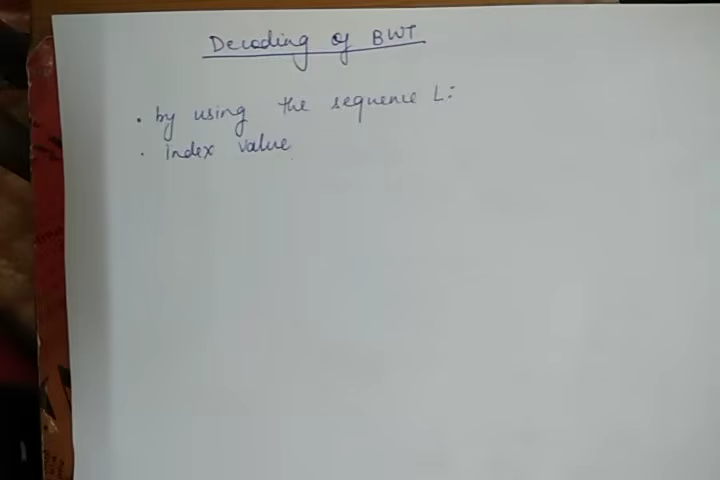 Decoding of BWT
. by using the sequence L:
. Index value